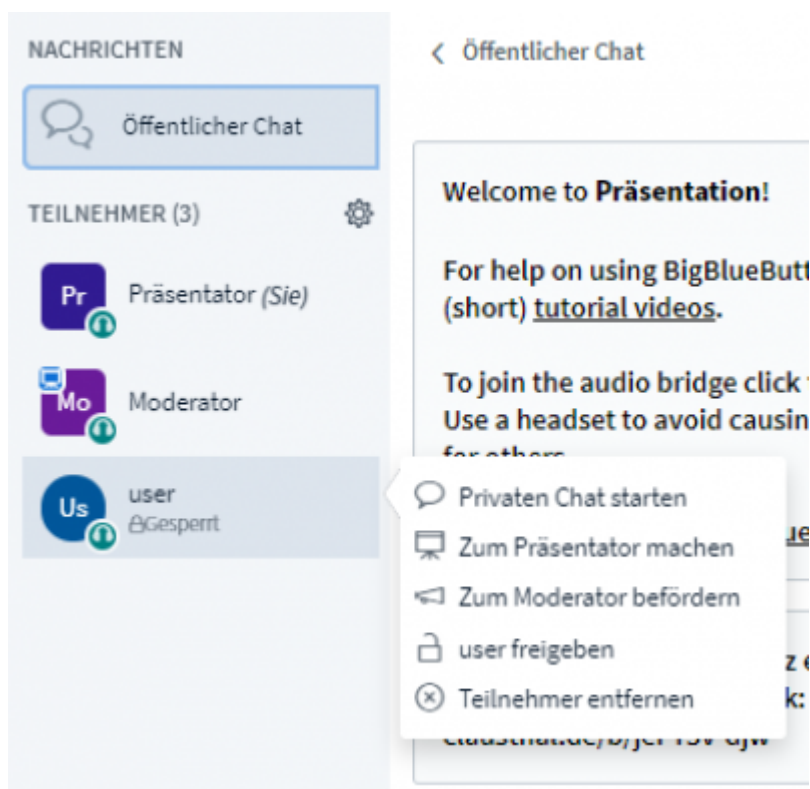 NACHRICHTEN
Öffentlicher Chat
TEILNEHMER (3)
Pr Präsentator (Sie)
Mo Moderator
Us user
Gesperrt
Öffentlicher Chat
Welcome to Präsentation!
For help on using BigBlueButt
(short) tutorial videos.
To join the audio bridge click
Use a headset to avoid causin
for others
Privaten Chat starten
Zum Präsentator machen
Zum Moderator befördern
user freigeben
Teilnehmer entfernen